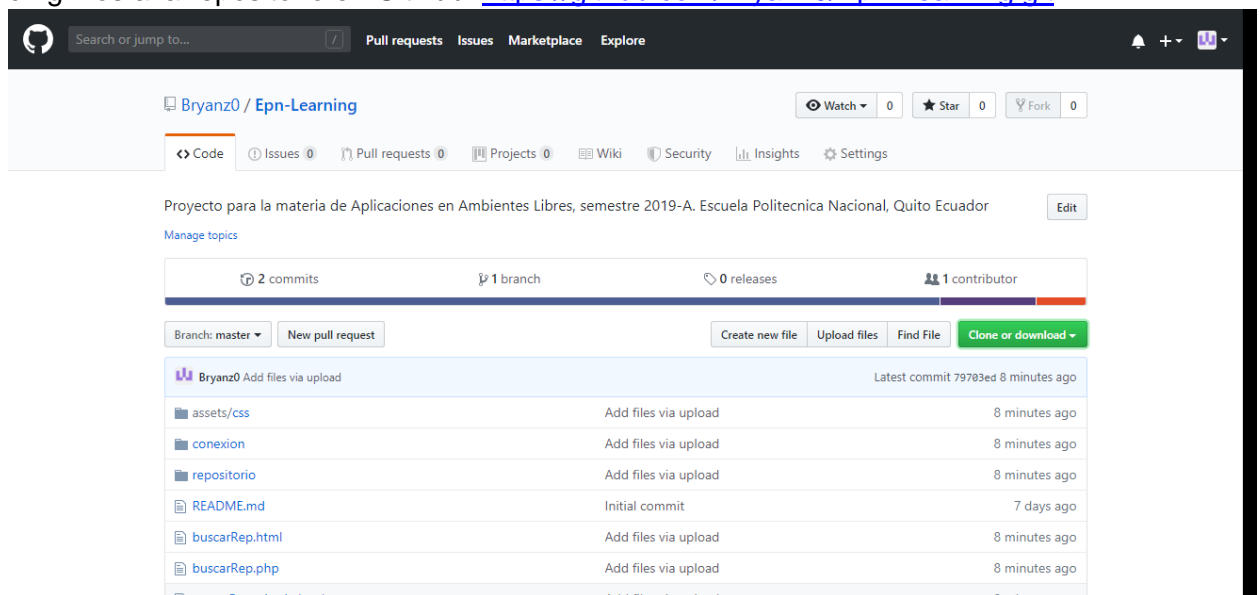 Search or jump to... / Pull requests Issues Marketplace Explore
Bryanz0 / Epn-Learning Watch 0 Star 0 Fork 0
Code Issues 0 Pull requests 0 Projects 0 Wiki Security Insights Settings
Proyecto para la materia de Aplicaciones en Ambientes Libres, semestre 2019-A. Escuela Politecnica Nacional, Quito Ecuador Edit
Manage topics
2 commits 1 branch 0 releases 1 contributor
Branch: master New pull request Create new file Upload files Find File Clone or download
Bryanz0 Add files via upload Latest commit 79703ed 8 minutes ago
assets/css Add files via upload 8 minutes ago
conexion Add files via upload 8 minutes ago
repositorio Add files via upload 8 minutes ago
README.md Initial commit 7 days ago
buscarRep.html Add files via upload 8 minutes ago
buscarRep.php Add files via upload 8 minutes ago